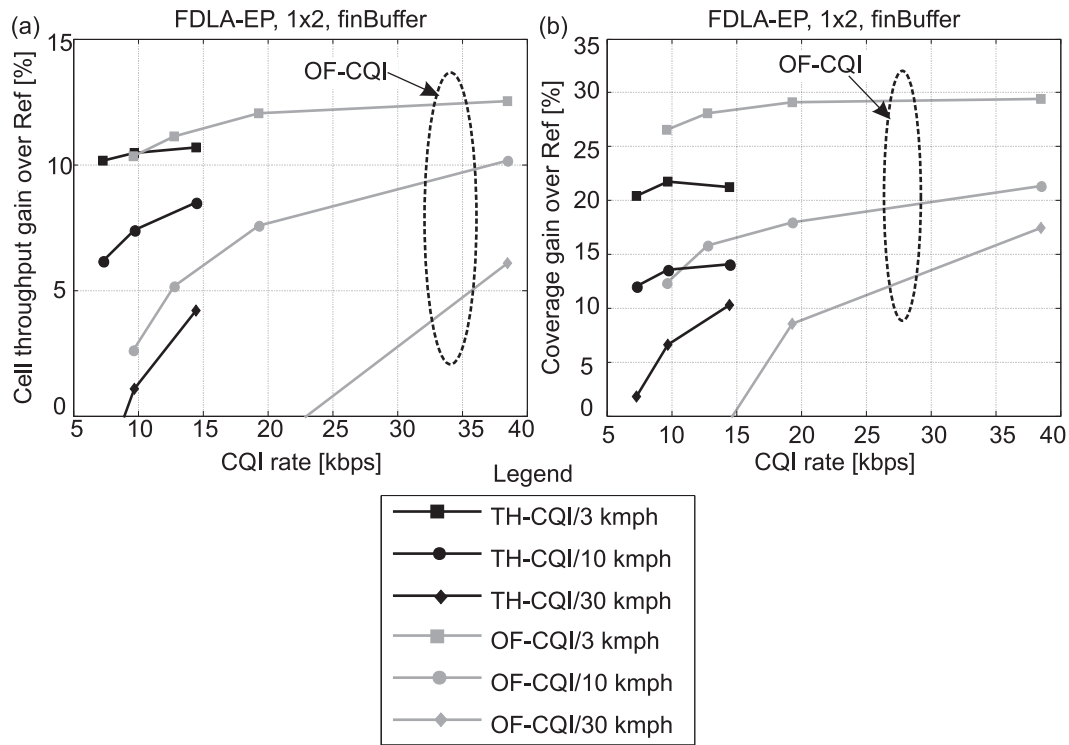 (a)
FDLA-EP, 1x2, finBuffer
Cell throughput gain over Ref [%]
15
10
5
0
OF-CQI
5 10 15 20 25 30 35 40
CQI rate [kbps]
(b)
FDLA-EP, 1x2, finBuffer
Coverage gain over Ref [%]
35
30
25
20
15
10
5
0
OF-CQI
5 10 15 20 25 30 35 40
CQI rate [kbps]
Legend
TH-CQI/3 kmph
TH-CQI/10 kmph
TH-CQI/30 kmph
OF-CQI/3 kmph
OF-CQI/10 kmph
OF-CQI/30 kmph